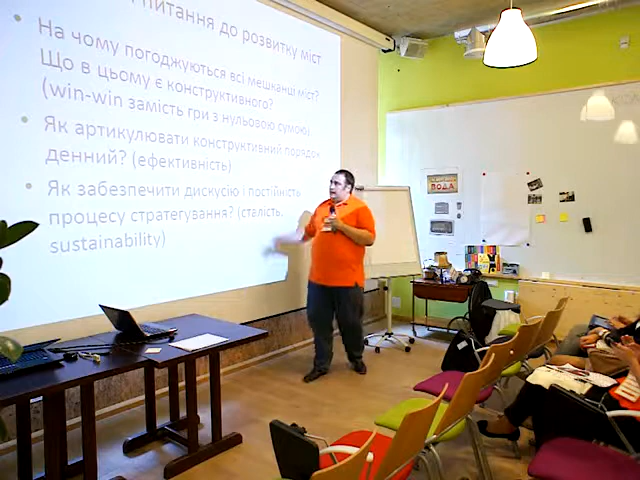 питання до розвитку міст
На чому погоджуються всі мешканці міст?
Що в цьому є конструктивного?
(win-win замість гри з нульовою сумою)
Як артикулювати конструктивний порядок
денний? (ефективність)
Як забезпечити дискусію і постійність
процесу стратегування? (сталість,
sustainability)
ВОДА